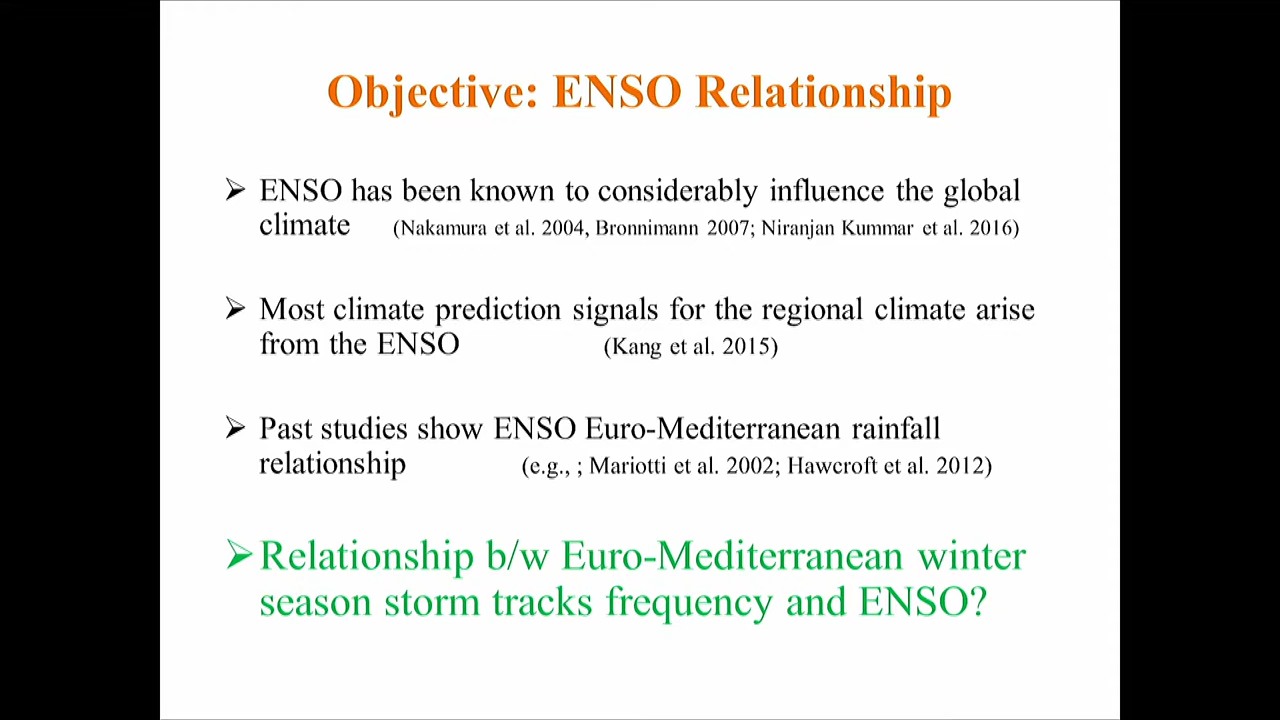 Objective: ENSO Relationship
➢ ENSO has been known to considerably influence the global
climate (Nakamura et al. 2004, Bronnimann 2007; Niranjan Kummar et al. 2016)
➢ Most climate prediction signals for the regional climate arise
from the ENSO (Kang et al. 2015)
➢ Past studies show ENSO Euro-Mediterranean rainfall
relationship (e.g., ; Mariotti et al. 2002; Hawcroft et al. 2012)
➢ Relationship b/w Euro-Mediterranean winter
season storm tracks frequency and ENSO?